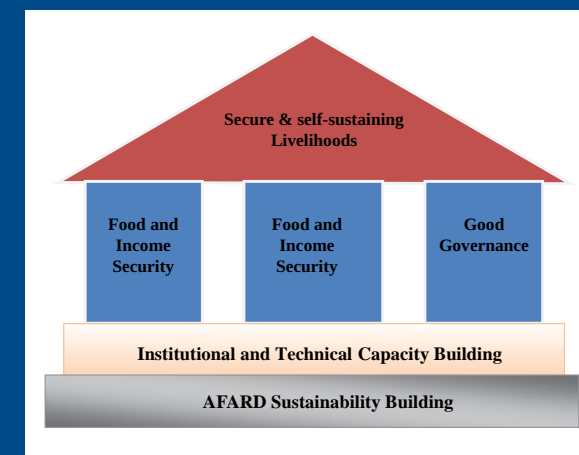 Secure & self-sustaining
Livelihoods
Food and
Income
Security
Food and
Income
Security
Good
Governance
Institutional and Technical Capacity Building
AFARD Sustainability Building